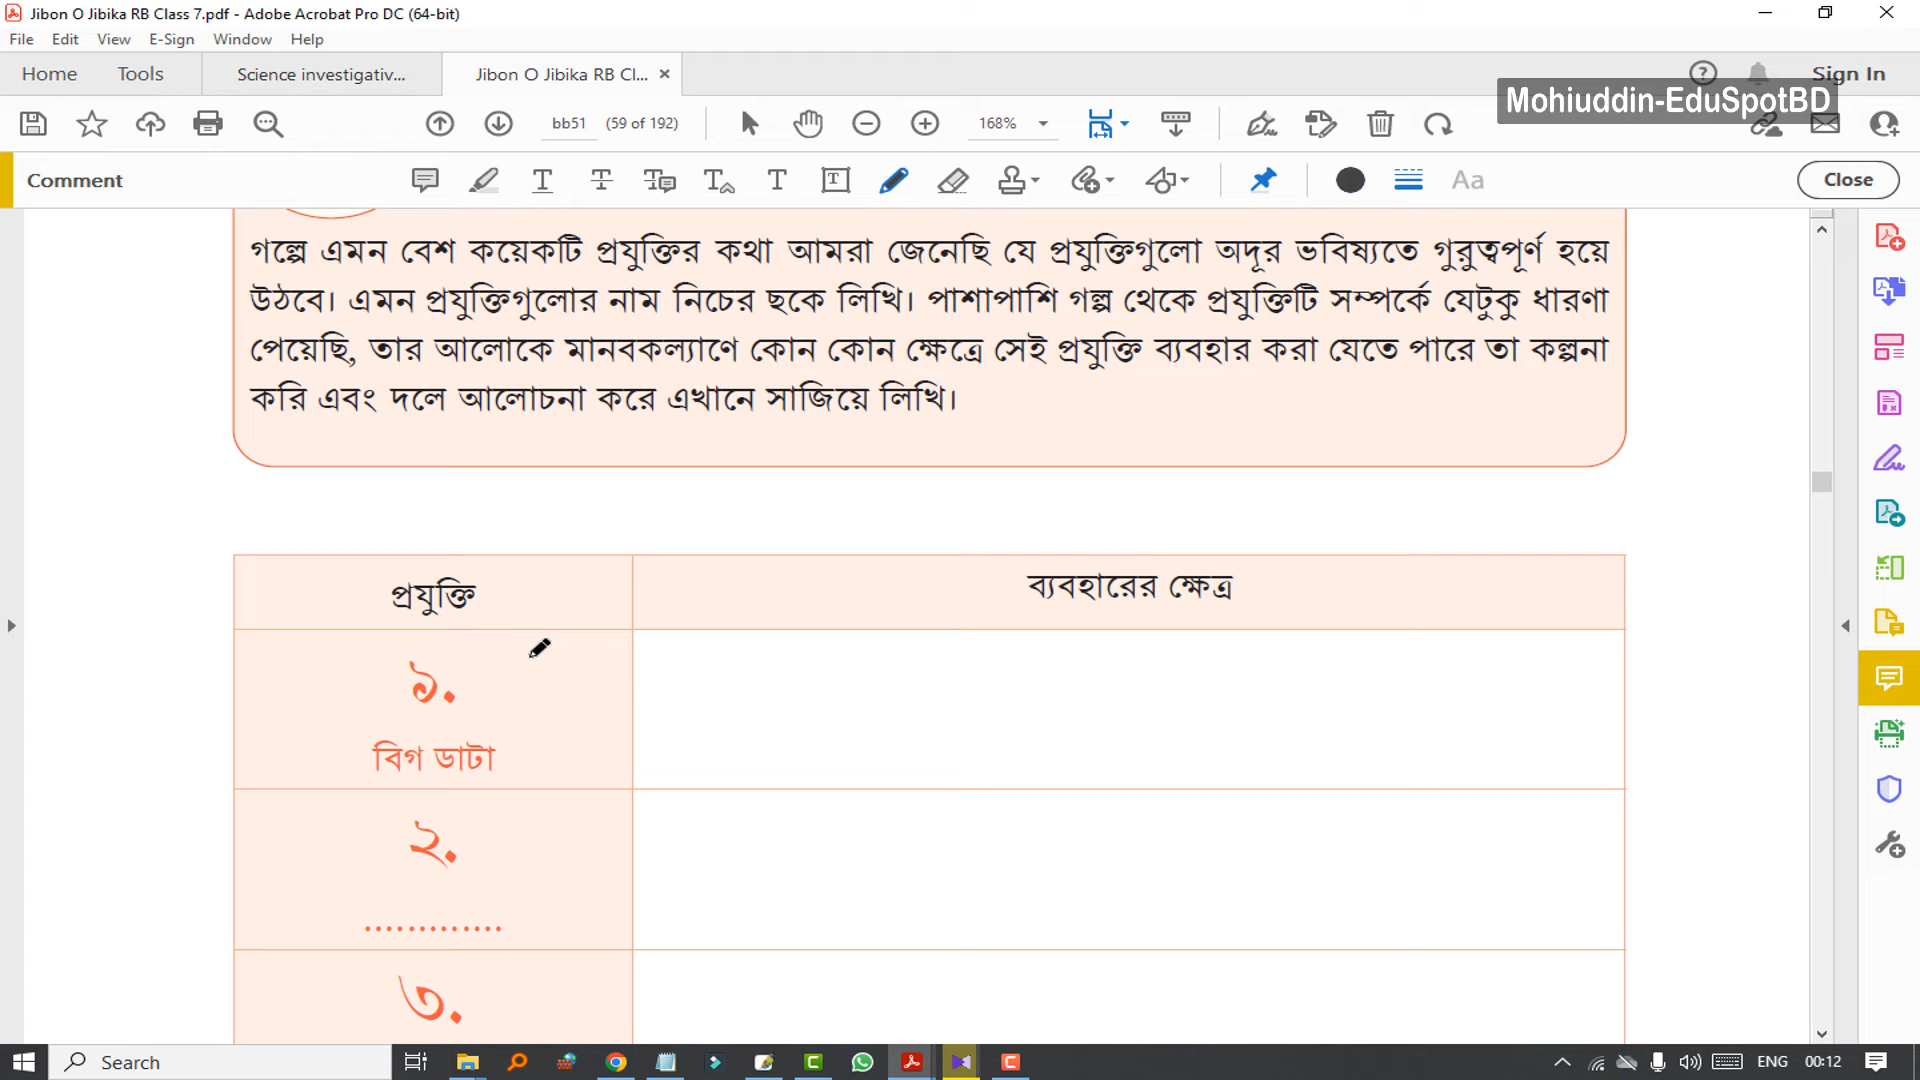 Jibon O Jibika RB Class 7.pdf - Adobe Acrobat Pro DC (64-bit)
File Edit View E-Sign Window Help
Home Tools Science investigativ... Jibon O Jibika RB Cl... Sign In
Mohiuddin-EduSpotBD
bb51 (59 of 192) 168%
Comment Aa Close
গল্পে এমন বেশ কয়েকটি প্রযুক্তির কথা আমরা জেনেছি যে প্রযুক্তিগুলো অদূর ভবিষ্যতে গুরুত্বপূর্ণ হয়ে
উঠবে। এমন প্রযুক্তিগুলোর নাম নিচের ছকে লিখি। পাশাপাশি গল্প থেকে প্রযুক্তিটি সম্পর্কে যেটুকু ধারণা
পেয়েছি, তার আলোকে মানবকল্যাণে কোন কোন ক্ষেত্রে সেই প্রযুক্তি ব্যবহার করা যেতে পারে তা কল্পনা
করি এবং দলে আলোচনা করে এখানে সাজিয়ে লিখি।
প্রযুক্তি ব্যবহারের ক্ষেত্র
১.
বিগ ডাটা
২.
.............
৩.
Search ENG 00:12